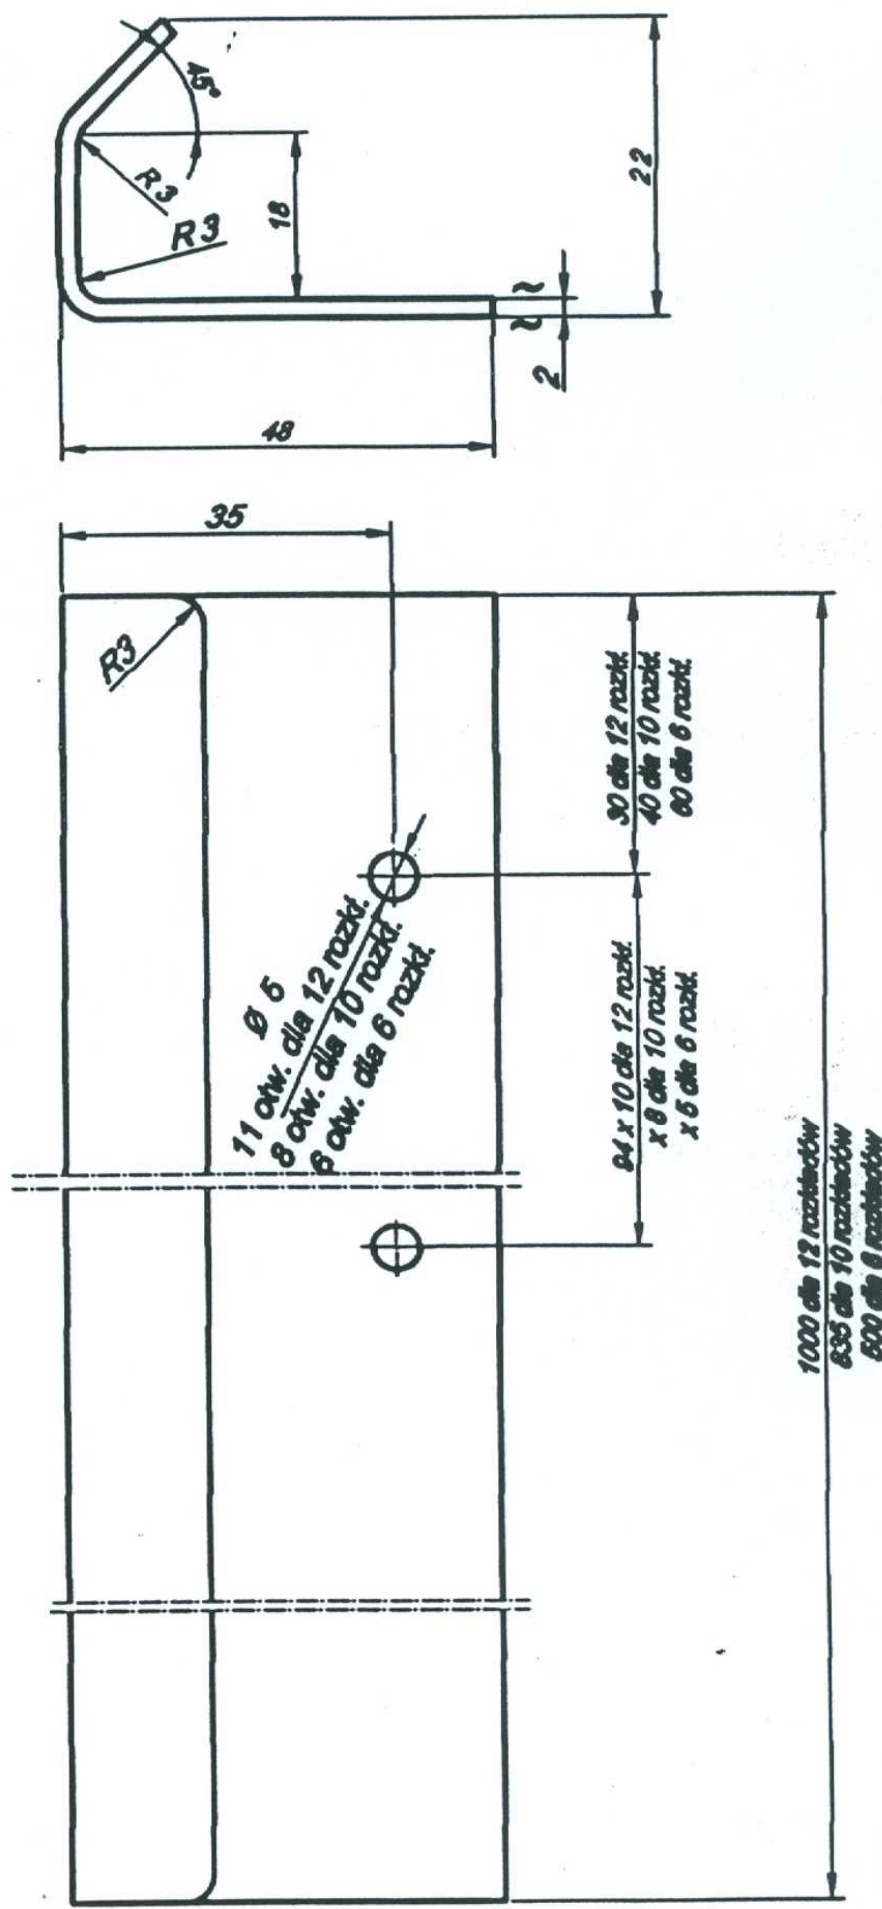 45°
R3
R3
18
22
2
48
35
R3
30 dla 12 rozkł.
40 dla 10 rozkł.
60 dla 6 rozkł.
Ø 5
11 otw. dla 12 rozkł.
8 otw. dla 10 rozkł.
6 otw. dla 6 rozkł.
94 x 10 dla 12 rozkł.
x 8 dla 10 rozkł.
x 5 dla 6 rozkł.
1000 dla 12 rozkładów
835 dla 10 rozkładów
600 dla 6 rozkładów